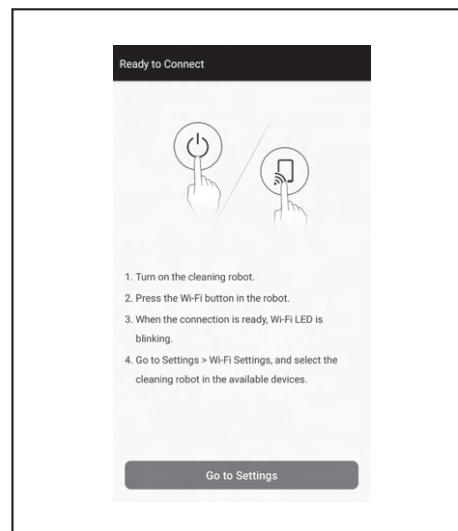 Ready to Connect
1. Turn on the cleaning robot.
2. Press the Wi-Fi button in the robot.
3. When the connection is ready, Wi-Fi LED is
blinking.
4. Go to Settings > Wi-Fi Settings, and select the
cleaning robot in the available devices.
Go to Settings